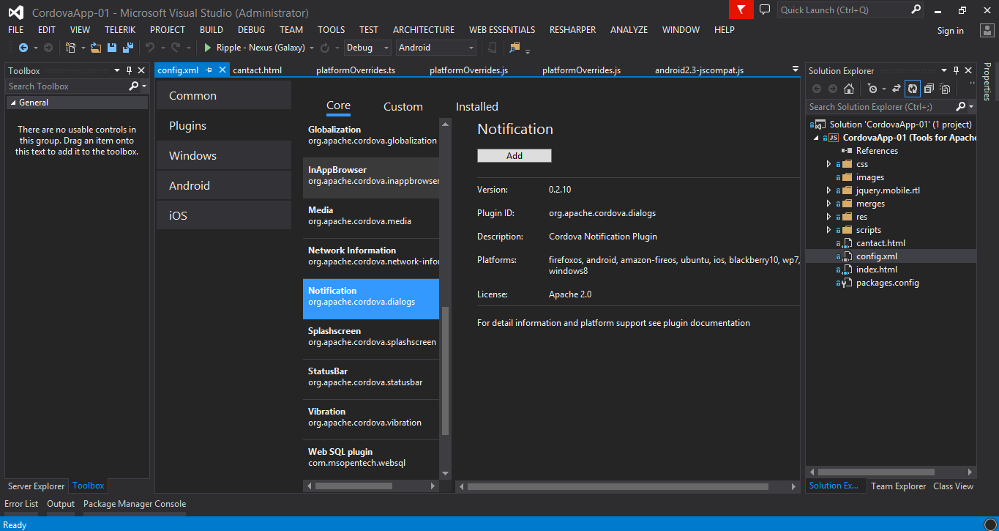 CordovaApp-01 - Microsoft Visual Studio (Administrator)
Quick Launch (Ctrl+Q)
FILE EDIT VIEW TELERIK PROJECT BUILD DEBUG TEAM TOOLS TEST ARCHITECTURE WEB ESSENTIALS RESHARPER ANALYZE WINDOW HELP
Sign in
Ripple - Nexus (Galaxy) Debug Android
Toolbox
Search Toolbox
General
There are no usable controls in
this group. Drag an item onto
this text to add it to the toolbox.
Server Explorer Toolbox
config.xml cantact.html platformOverrides.ts platformOverrides.js platformOverrides.js android2.3-jscompat.js
Common
Plugins
Windows
Android
iOS
Core Custom Installed
Globalization
org.apache.cordova.globalization
InAppBrowser
org.apache.cordova.inappbrowser
Media
org.apache.cordova.media
Network Information
org.apache.cordova.network-infor
Notification
org.apache.cordova.dialogs
Splashscreen
org.apache.cordova.splashscreen
StatusBar
org.apache.cordova.statusbar
Vibration
org.apache.cordova.vibration
Web SQL plugin
com.msopentech.websql
Notification
Add
Version: 0.2.10
Plugin ID: org.apache.cordova.dialogs
Description: Cordova Notification Plugin
Platforms: firefoxos, android, amazon-fireos, ubuntu, ios, blackberry10, wp7,
windows8
License: Apache 2.0
For detail information and platform support see plugin documentation
Solution Explorer
Search Solution Explorer (Ctrl+;)
Solution 'CordovaApp-01' (1 project)
JS CordovaApp-01 (Tools for Apache
References
css
images
jquery.mobile.rtl
merges
res
scripts
cantact.html
config.xml
index.html
packages.config
Solution Ex... Team Explorer Class View
Properties
Error List Output Package Manager Console
Ready